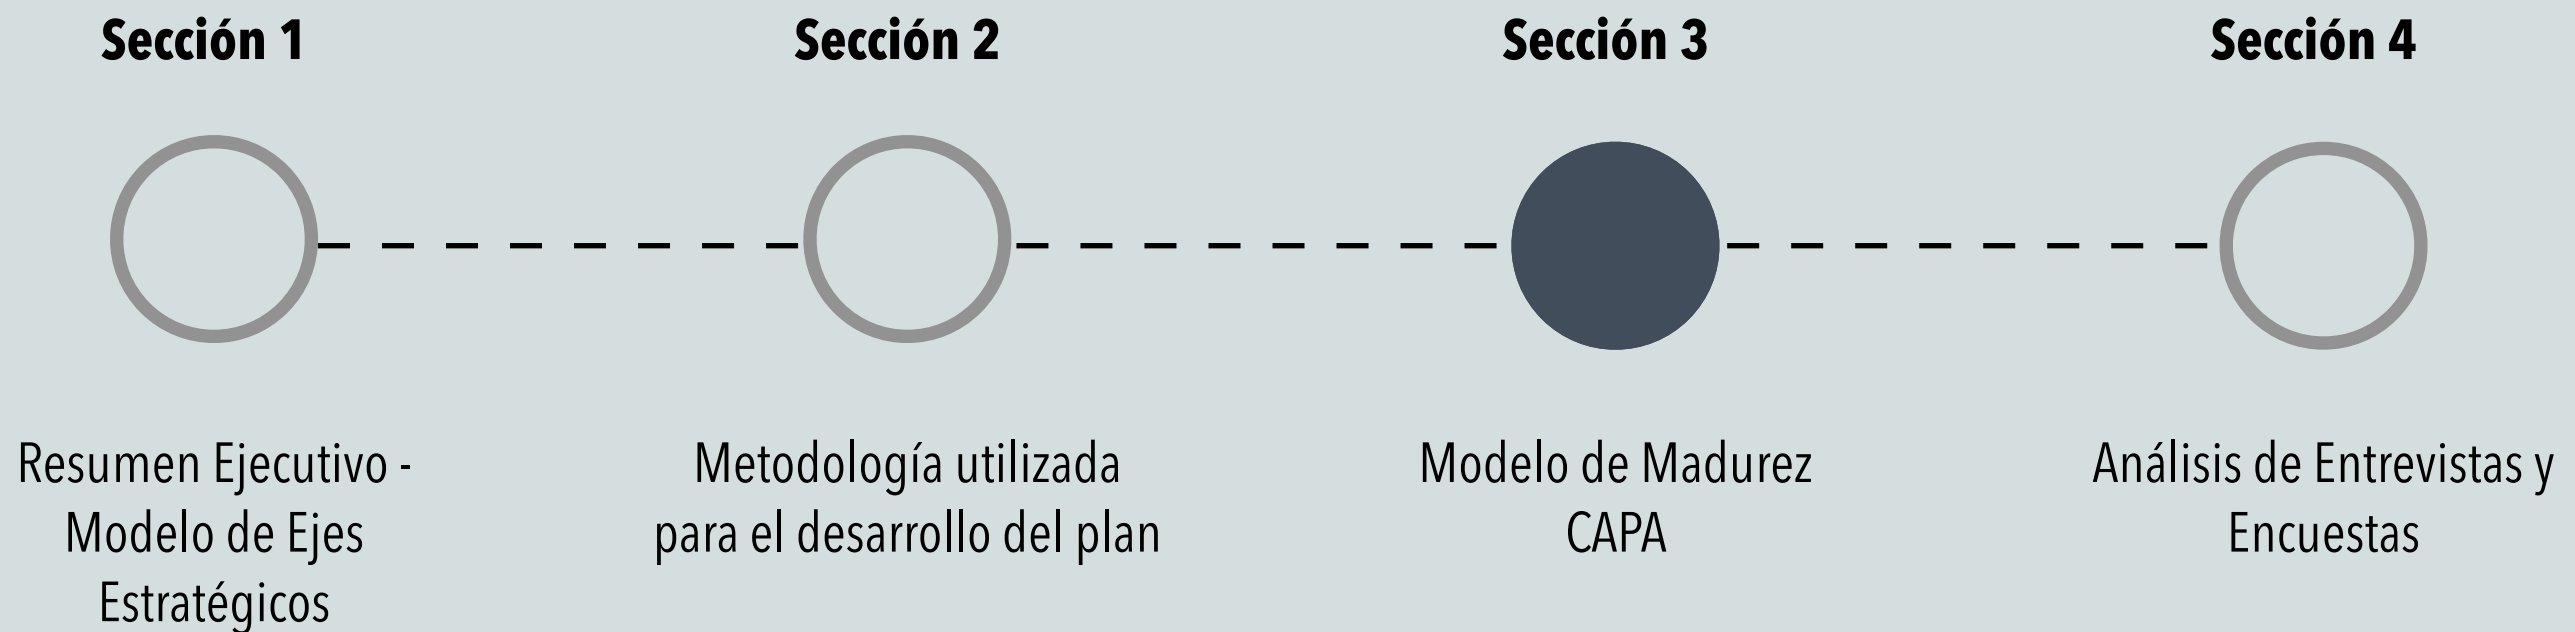 Sección 1
Sección 2
Sección 3
Sección 4
Resumen Ejecutivo -
Modelo de Ejes
Estratégicos
Metodología utilizada
para el desarrollo del plan
Modelo de Madurez
CAPA
Análisis de Entrevistas y
Encuestas